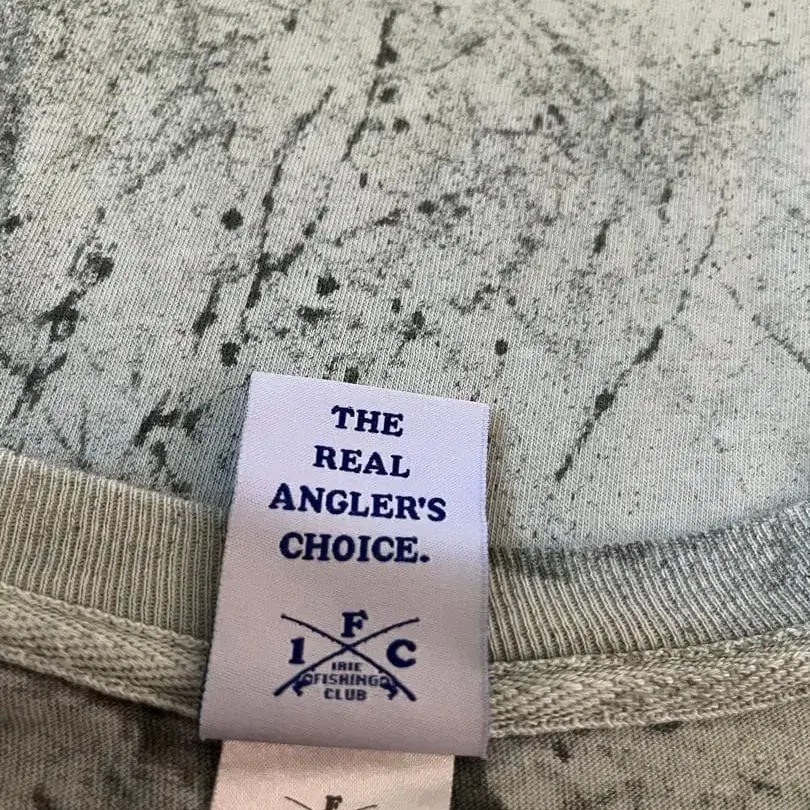 THE
REAL
ANGLER'S
CHOICE.
F
I C
IRIE
FISHING
CLUB
F